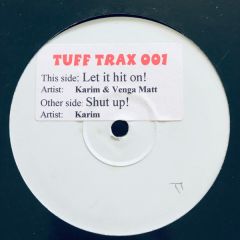 TUFF TRAX 001
This side: Let it hit on!
Artist: Karim & Venga Matt
Other side: Shut up!
Artist: Karim